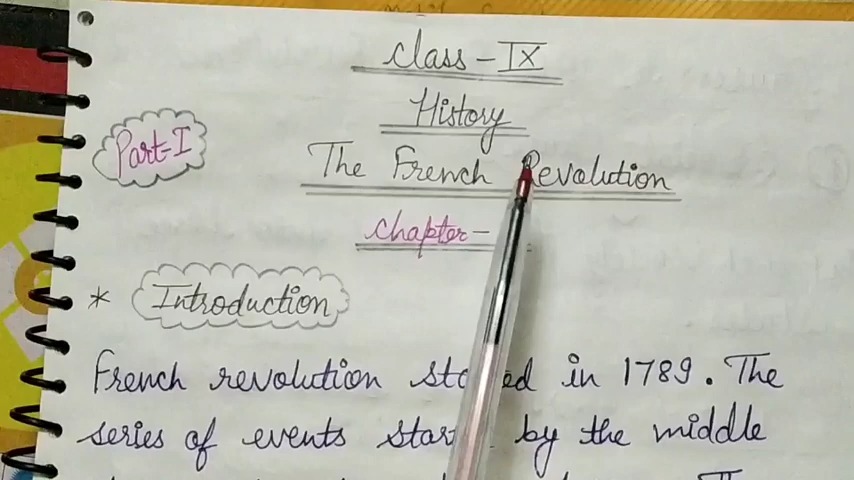 Class - IX
History
Part-I
The French Revolution
Chapter-
* Introduction
French revolution started in 1789. The
series of events by the middle